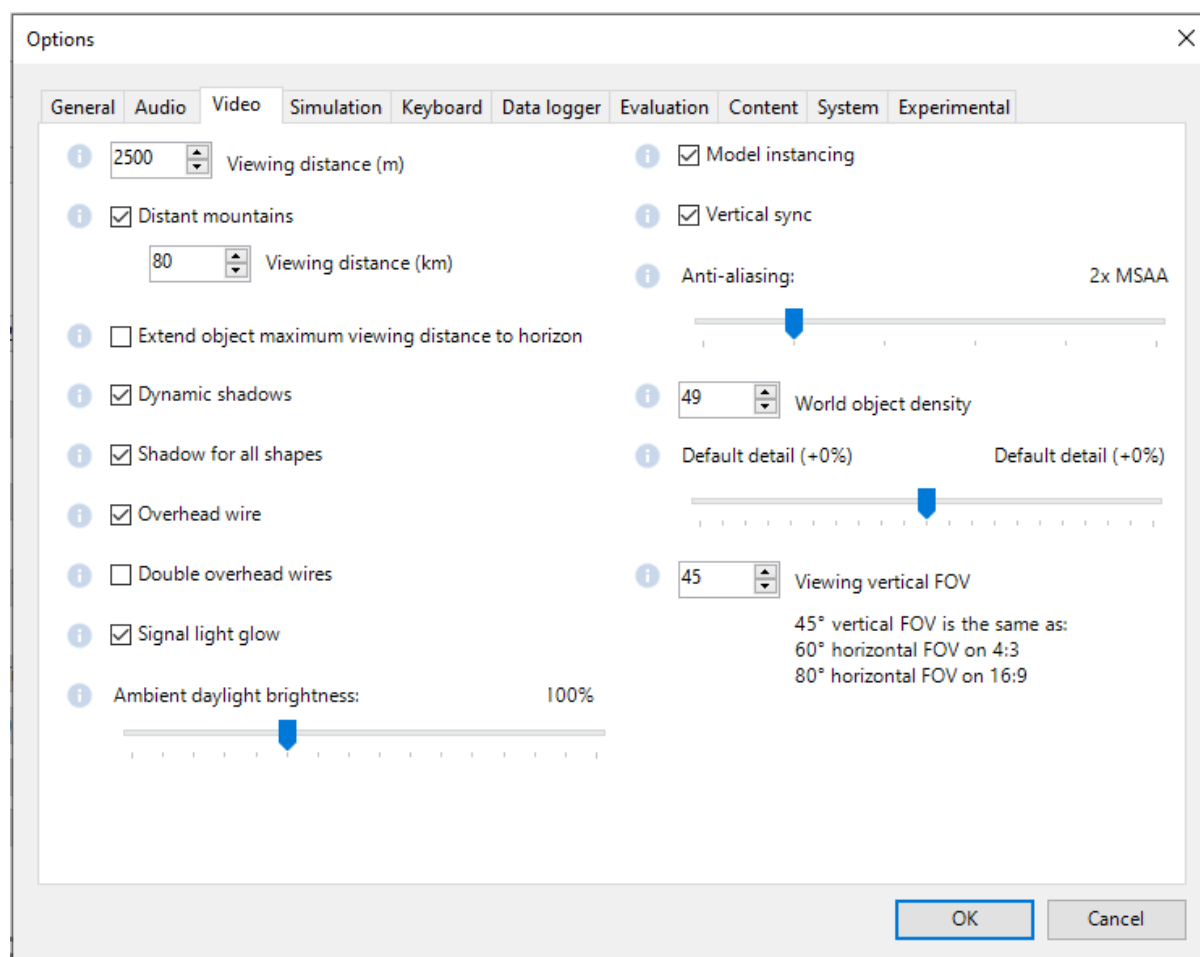 Options
General Audio Video Simulation Keyboard Data logger Evaluation Content System Experimental
2500 Viewing distance (m)
Distant mountains
80 Viewing distance (km)
Extend object maximum viewing distance to horizon
Dynamic shadows
Shadow for all shapes
Overhead wire
Double overhead wires
Signal light glow
Ambient daylight brightness: 100%
Model instancing
Vertical sync
Anti-aliasing: 2x MSAA
49 World object density
Default detail (+0%) Default detail (+0%)
45 Viewing vertical FOV
45° vertical FOV is the same as:
60° horizontal FOV on 4:3
80° horizontal FOV on 16:9
OK Cancel